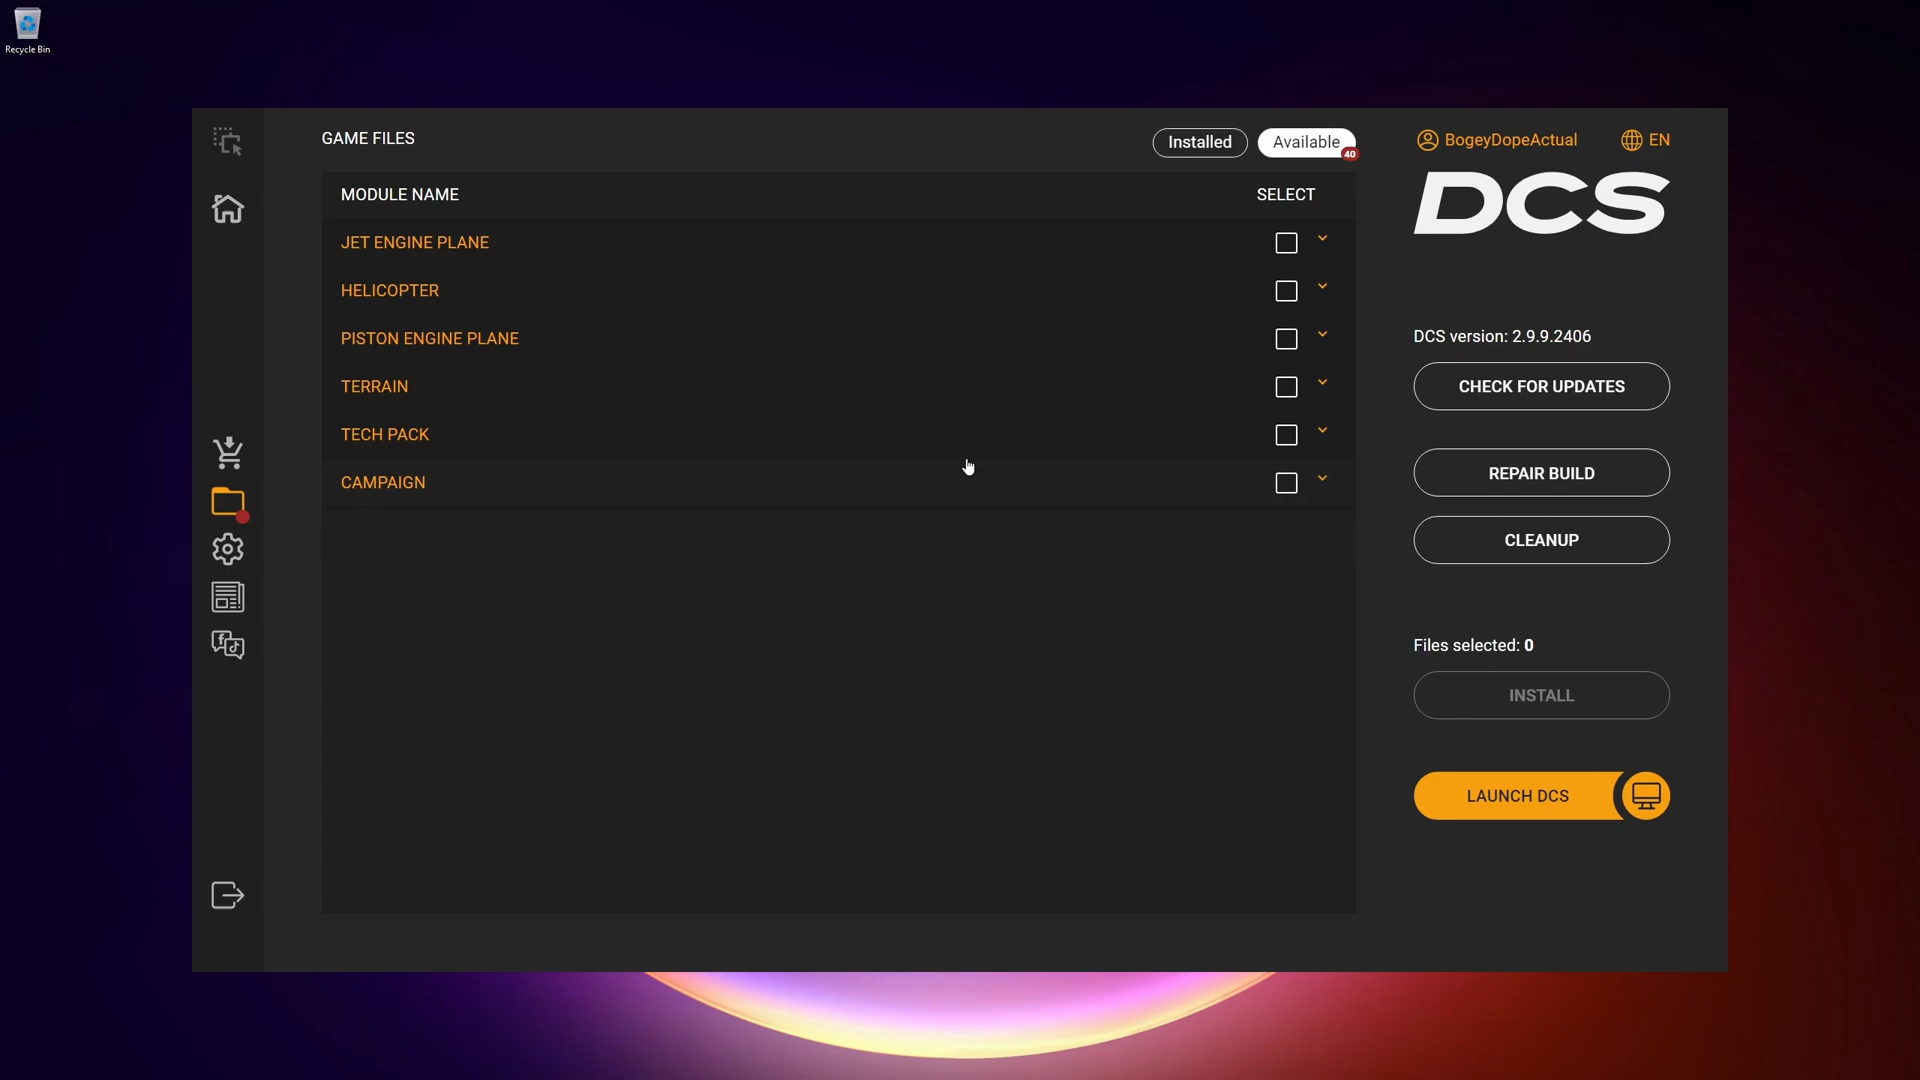 Recycle Bin
GAME FILES
Installed
Available
40
BogeyDopeActual
EN
DCS
MODULE NAME
SELECT
JET ENGINE PLANE
HELICOPTER
PISTON ENGINE PLANE
TERRAIN
TECH PACK
CAMPAIGN
DCS version: 2.9.9.2406
CHECK FOR UPDATES
REPAIR BUILD
CLEANUP
Files selected: 0
INSTALL
LAUNCH DCS